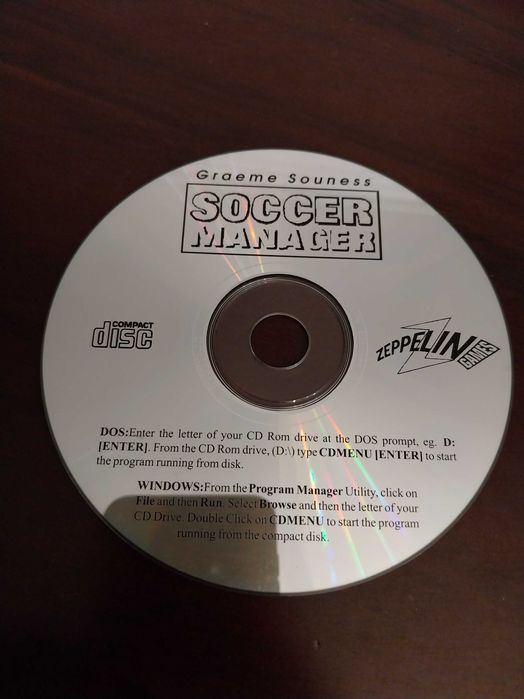 Graeme Souness
SOCCER
MANAGER
COMPACT
disc
ZEPPELIN
GAMES
DOS:Enter the letter of your CD Rom drive at the DOS prompt, eg. D:
[ENTER]. From the CD Rom drive, (D:\) type CDMENU [ENTER] to start
the program running from disk.
WINDOWS:From the Program Manager Utility, click on
File and then Run. Select Browse and then the letter of your
CD Drive. Double Click on CDMENU to start the program
running from the compact disk.